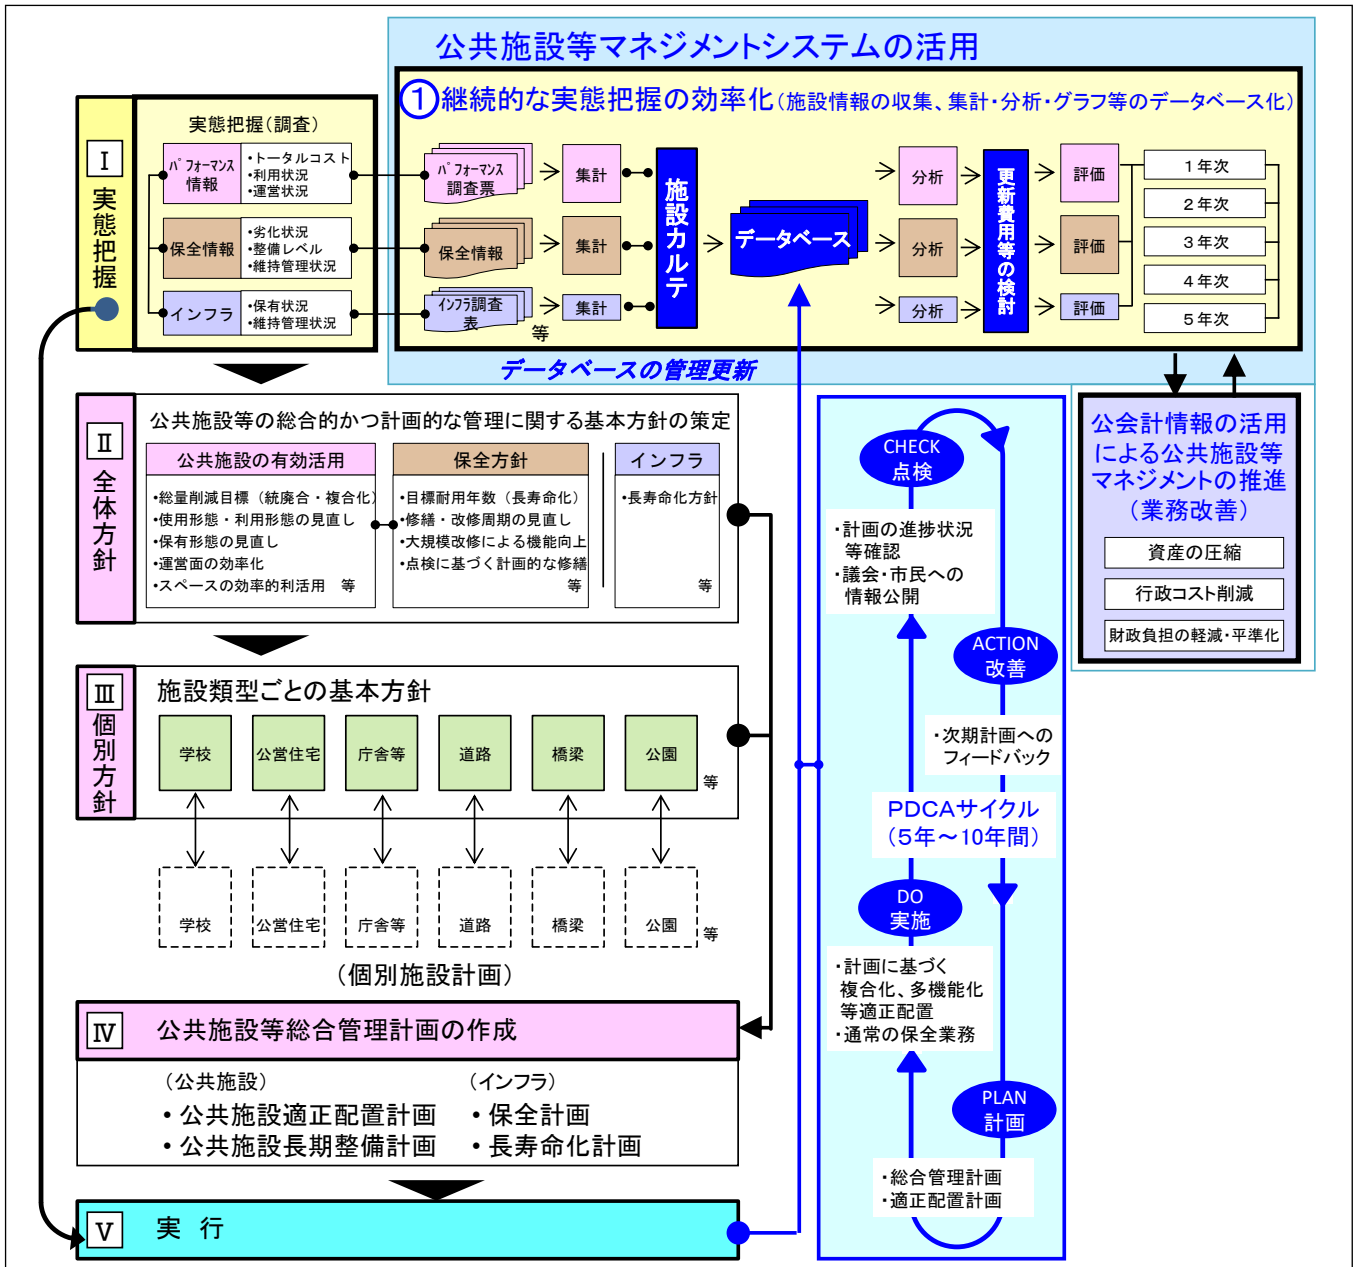 公共施設等マネジメントシステムの活用
①継続的な実態把握の効率化(施設情報の収集、集計・分析・グラフ等のデータベース化)
Ⅰ
実態把握
実態把握(調査)
パフォーマンス
情報
・トータルコスト
・利用状況
・運営状況
保全情報
・劣化状況
・整備レベル
・維持管理状況
インフラ
・保有状況
・維持管理状況
パフォーマンス
調査票
集計
保全情報
集計
インフラ調査
表
等
集計
施設カルテ
データベース
分析
分析
分析
更新費用等の検討
評価
評価
評価
1年次
2年次
3年次
4年次
5年次
データベースの管理更新
Ⅱ
全体方針
公共施設等の総合的かつ計画的な管理に関する基本方針の策定
公共施設の有効活用
・総量削減目標(統廃合・複合化)
・使用形態・利用形態の見直し
・保有形態の見直し
・運営面の効率化
・スペースの効率的利活用 等
保全方針
・目標耐用年数(長寿命化)
・修繕・改修周期の見直し
・大規模改修による機能向上
・点検に基づく計画的な修繕
等
インフラ
・長寿命化方針
等
Ⅲ
個別方針
施設類型ごとの基本方針
学校
公営住宅
庁舎等
道路
橋梁
公園
等
学校
公営住宅
庁舎等
道路
橋梁
公園
等
(個別施設計画)
Ⅳ
公共施設等総合管理計画の作成
(公共施設)
・公共施設適正配置計画
・公共施設長期整備計画
(インフラ)
・保全計画
・長寿命化計画
Ⅴ
実 行
CHECK
点検
・計画の進捗状況
等確認
・議会・市民への
情報公開
ACTION
改善
・次期計画への
フィードバック
PDCAサイクル
(5年～10年間)
DO
実施
・計画に基づく
複合化、多機能化
等適正配置
・通常の保全業務
PLAN
計画
・総合管理計画
・適正配置計画
公会計情報の活用
による公共施設等
マネジメントの推進
(業務改善)
資産の圧縮
行政コスト削減
財政負担の軽減・平準化